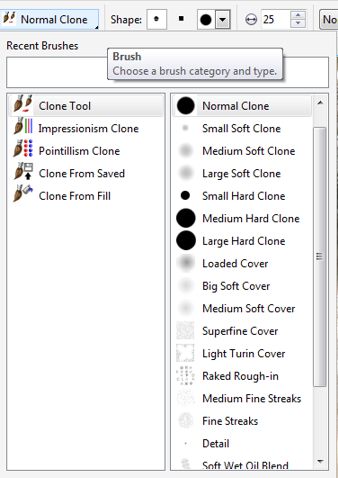 Normal Clone Shape: 25 No
Recent Brushes
Brush
Choose a brush category and type.
Clone Tool
Impressionism Clone
Pointillism Clone
Clone From Saved
Clone From Fill
Normal Clone
Small Soft Clone
Medium Soft Clone
Large Soft Clone
Small Hard Clone
Medium Hard Clone
Large Hard Clone
Loaded Cover
Big Soft Cover
Medium Soft Cover
Superfine Cover
Light Turin Cover
Raked Rough-in
Medium Fine Streaks
Fine Streaks
Detail
Soft Wet Oil Blend